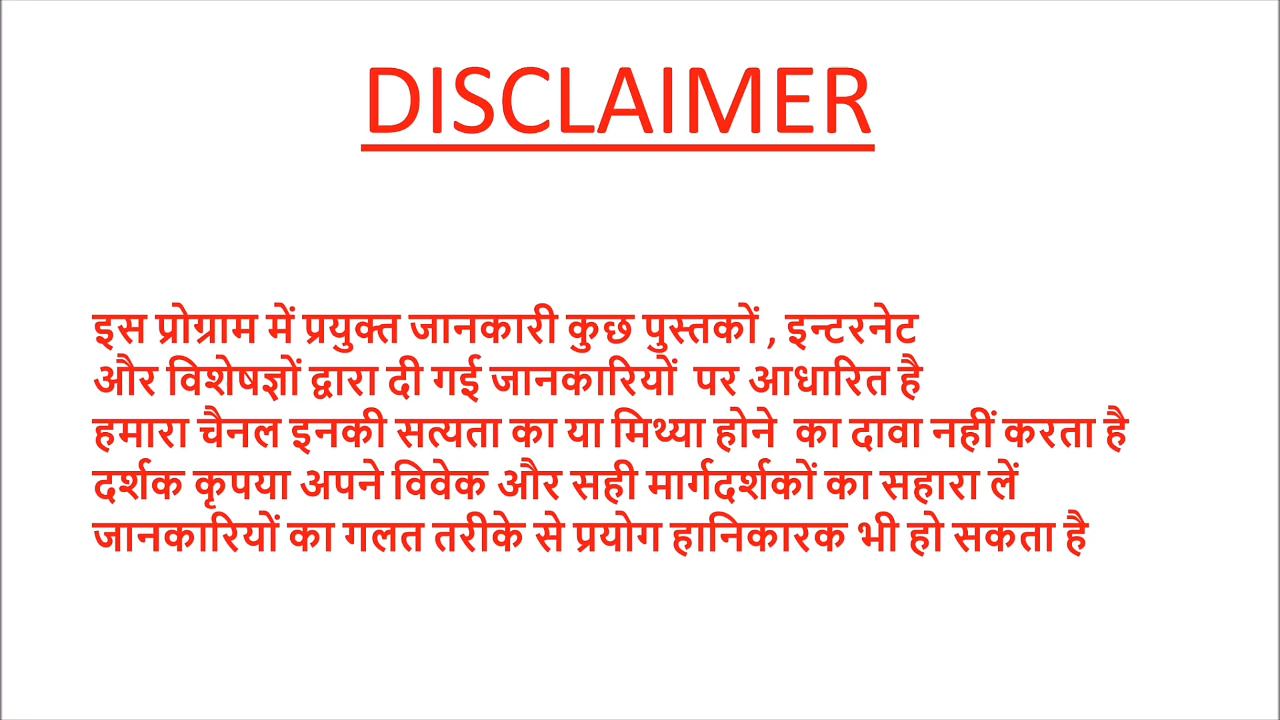 DISCLAIMER
इस प्रोग्राम में प्रयुक्त जानकारी कुछ पुस्तकों , इन्टरनेट
और विशेषज्ञों द्वारा दी गई जानकारियों पर आधारित है
हमारा चैनल इनकी सत्यता का या मिथ्या होने का दावा नहीं करता है
दर्शक कृपया अपने विवेक और सही मार्गदर्शकों का सहारा लें
जानकारियों का गलत तरीके से प्रयोग हानिकारक भी हो सकता है